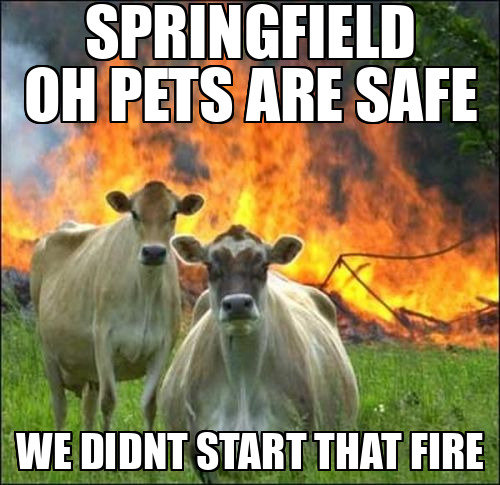 SPRINGFIELD
OH PETS ARE SAFE
WE DIDNT START THAT FIRE